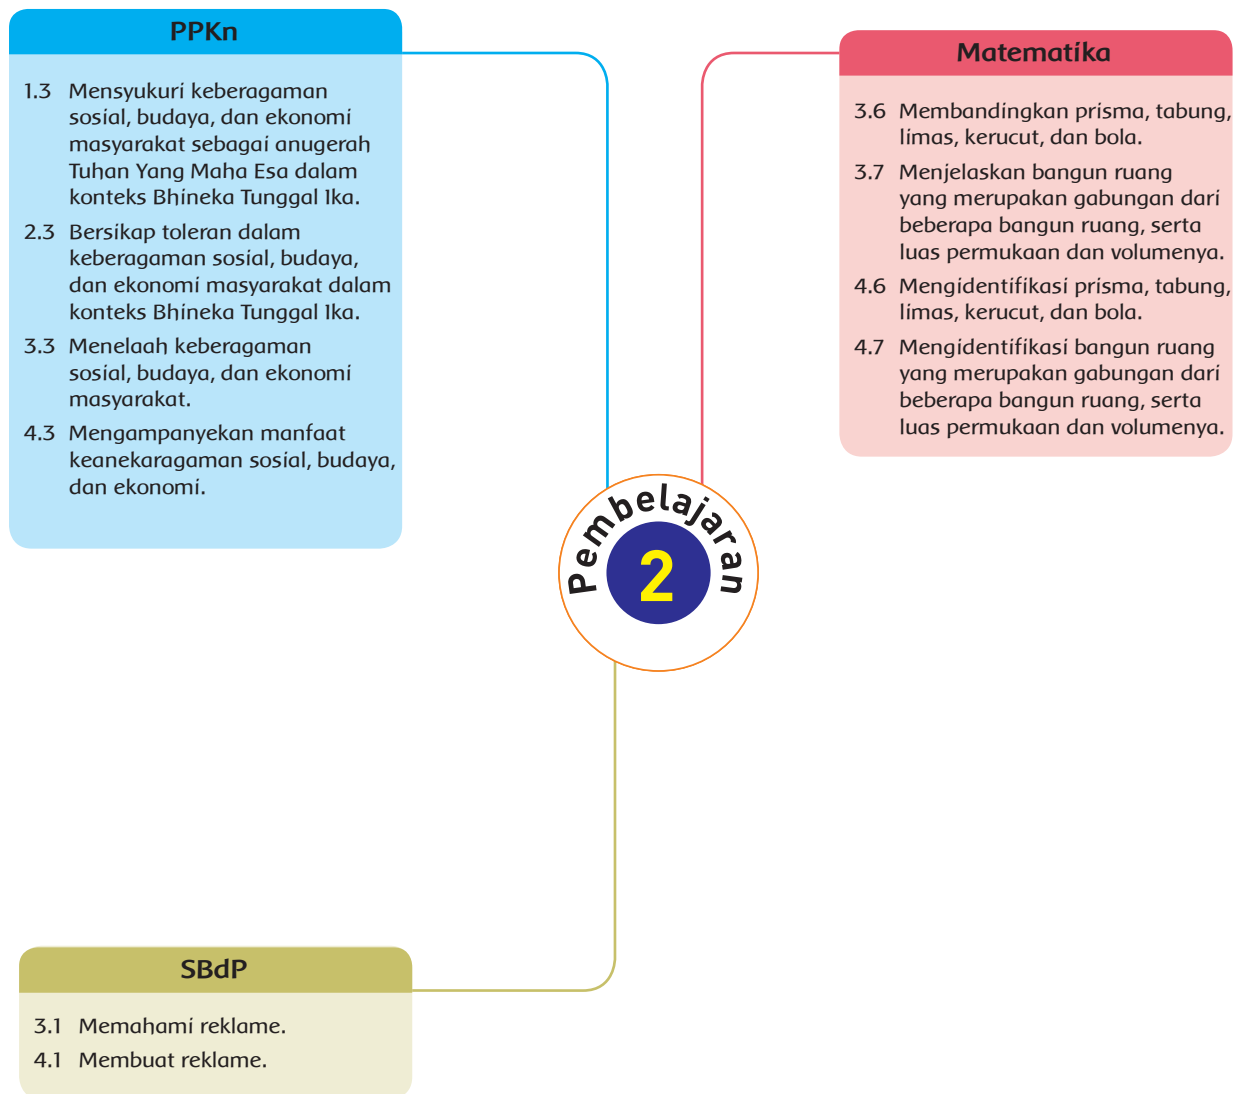 PPKn
1.3 Mensyukuri keberagaman
sosial, budaya, dan ekonomi
masyarakat sebagai anugerah
Tuhan Yang Maha Esa dalam
konteks Bhineka Tunggal Ika.
2.3 Bersikap toleran dalam
keberagaman sosial, budaya,
dan ekonomi masyarakat dalam
konteks Bhineka Tunggal Ika.
3.3 Menelaah keberagaman
sosial, budaya, dan ekonomi
masyarakat.
4.3 Mengampanyekan manfaat
keanekaragaman sosial, budaya,
dan ekonomi.
Matematika
3.6 Membandingkan prisma, tabung,
limas, kerucut, dan bola.
3.7 Menjelaskan bangun ruang
yang merupakan gabungan dari
beberapa bangun ruang, serta
luas permukaan dan volumenya.
4.6 Mengidentifikasi prisma, tabung,
limas, kerucut, dan bola.
4.7 Mengidentifikasi bangun ruang
yang merupakan gabungan dari
beberapa bangun ruang, serta
luas permukaan dan volumenya.
Pembelajaran
2
SBdP
3.1 Memahami reklame.
4.1 Membuat reklame.